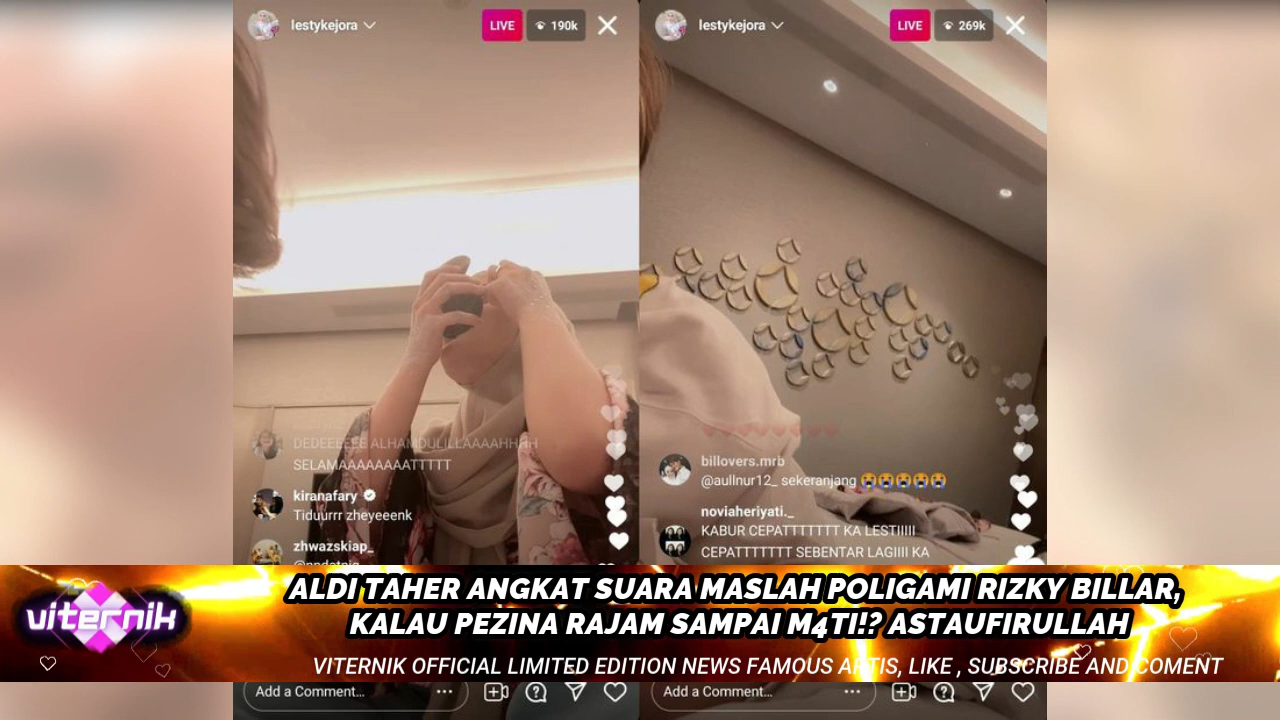 lestykejora
LIVE
190k
DEDEEEEEE ALHAMDULILLAAAAHHHH
SELAMAAAAAAAATTTTT
kiranafary
Tiduurrr zheyeeenk
zhwazskiap_
Add a Comment...
lestykejora
LIVE
269k
billovers.mrb
@aullnur12_ sekeranjang 😭😭😭😭😭
noviaheriyati._
KABUR CEPATTTTTTT KA LESTIIIII
CEPATTTTTTT SEBENTAR LAGIIII KA
Add a Comment...
viternik
ALDI TAHER ANGKAT SUARA MASLAH POLIGAMI RIZKY BILLAR,
KALAU PEZINA RAJAM SAMPAI M4TI!? ASTAUFIRULLAH
VITERNIK OFFICIAL LIMITED EDITION NEWS FAMOUS ARTIS, LIKE , SUBSCRIBE AND COMENT